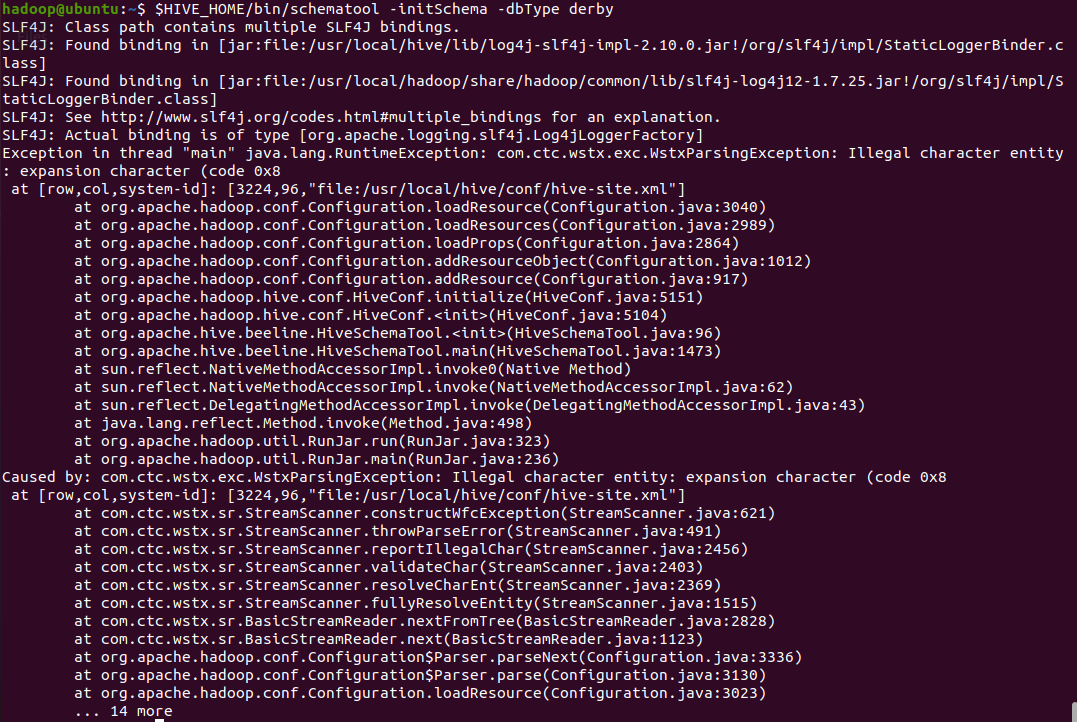 hadoop@ubuntu:~$ $HIVE_HOME/bin/schematool -initSchema -dbType derby
SLF4J: Class path contains multiple SLF4J bindings.
SLF4J: Found binding in [jar:file:/usr/local/hive/lib/log4j-slf4j-impl-2.10.0.jar!/org/slf4j/impl/StaticLoggerBinder.c
lass]
SLF4J: Found binding in [jar:file:/usr/local/hadoop/share/hadoop/common/lib/slf4j-log4j12-1.7.25.jar!/org/slf4j/impl/S
taticLoggerBinder.class]
SLF4J: See http://www.slf4j.org/codes.html#multiple_bindings for an explanation.
SLF4J: Actual binding is of type [org.apache.logging.slf4j.Log4jLoggerFactory]
Exception in thread "main" java.lang.RuntimeException: com.ctc.wstx.exc.WstxParsingException: Illegal character entity
: expansion character (code 0x8
 at [row,col,system-id]: [3224,96,"file:/usr/local/hive/conf/hive-site.xml"]
        at org.apache.hadoop.conf.Configuration.loadResource(Configuration.java:3040)
        at org.apache.hadoop.conf.Configuration.loadResources(Configuration.java:2989)
        at org.apache.hadoop.conf.Configuration.loadProps(Configuration.java:2864)
        at org.apache.hadoop.conf.Configuration.addResourceObject(Configuration.java:1012)
        at org.apache.hadoop.conf.Configuration.addResource(Configuration.java:917)
        at org.apache.hadoop.hive.conf.HiveConf.initialize(HiveConf.java:5151)
        at org.apache.hadoop.hive.conf.HiveConf.<init>(HiveConf.java:5104)
        at org.apache.hive.beeline.HiveSchemaTool.<init>(HiveSchemaTool.java:96)
        at org.apache.hive.beeline.HiveSchemaTool.main(HiveSchemaTool.java:1473)
        at sun.reflect.NativeMethodAccessorImpl.invoke0(Native Method)
        at sun.reflect.NativeMethodAccessorImpl.invoke(NativeMethodAccessorImpl.java:62)
        at sun.reflect.DelegatingMethodAccessorImpl.invoke(DelegatingMethodAccessorImpl.java:43)
        at java.lang.reflect.Method.invoke(Method.java:498)
        at org.apache.hadoop.util.RunJar.run(RunJar.java:323)
        at org.apache.hadoop.util.RunJar.main(RunJar.java:236)
Caused by: com.ctc.wstx.exc.WstxParsingException: Illegal character entity: expansion character (code 0x8
 at [row,col,system-id]: [3224,96,"file:/usr/local/hive/conf/hive-site.xml"]
        at com.ctc.wstx.sr.StreamScanner.constructWfcException(StreamScanner.java:621)
        at com.ctc.wstx.sr.StreamScanner.throwParseError(StreamScanner.java:491)
        at com.ctc.wstx.sr.StreamScanner.reportIllegalChar(StreamScanner.java:2456)
        at com.ctc.wstx.sr.StreamScanner.validateChar(StreamScanner.java:2403)
        at com.ctc.wstx.sr.StreamScanner.resolveCharEnt(StreamScanner.java:2369)
        at com.ctc.wstx.sr.StreamScanner.fullyResolveEntity(StreamScanner.java:1515)
        at com.ctc.wstx.sr.BasicStreamReader.nextFromTree(BasicStreamReader.java:2828)
        at com.ctc.wstx.sr.BasicStreamReader.next(BasicStreamReader.java:1123)
        at org.apache.hadoop.conf.Configuration$Parser.parseNext(Configuration.java:3336)
        at org.apache.hadoop.conf.Configuration$Parser.parse(Configuration.java:3130)
        at org.apache.hadoop.conf.Configuration.loadResource(Configuration.java:3023)
        ... 14 more